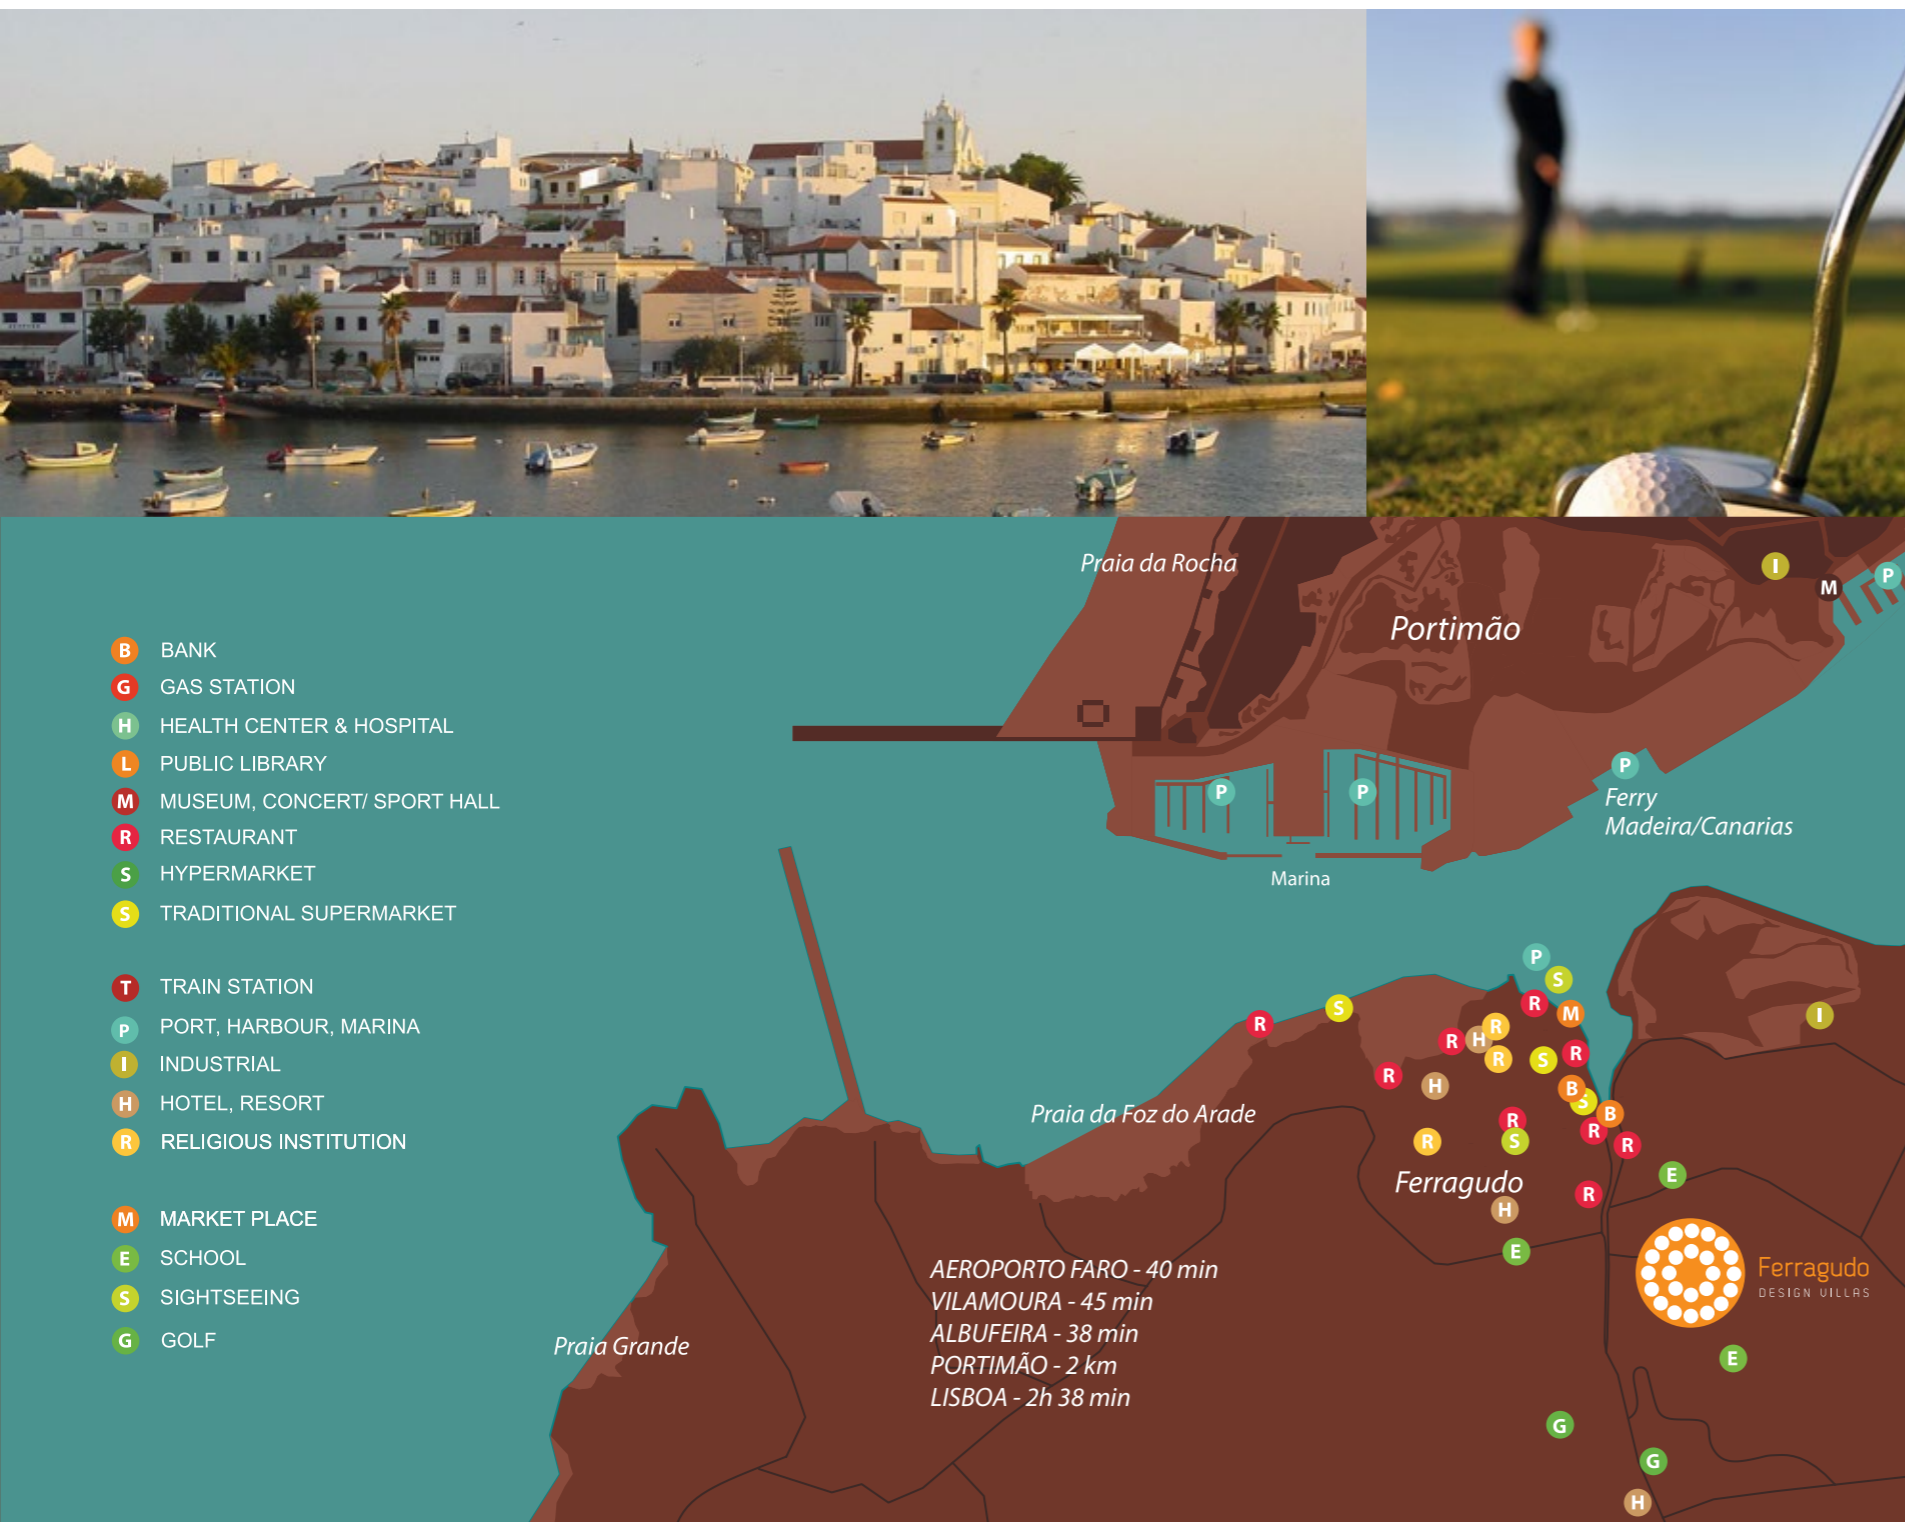 Praia da Rocha
I
M
P
Portimão
B BANK
G GAS STATION
H HEALTH CENTER & HOSPITAL
L PUBLIC LIBRARY
M MUSEUM, CONCERT/ SPORT HALL
R RESTAURANT
S HYPERMARKET
S TRADITIONAL SUPERMARKET
T TRAIN STATION
P PORT, HARBOUR, MARINA
I INDUSTRIAL
H HOTEL, RESORT
R RELIGIOUS INSTITUTION
M MARKET PLACE
E SCHOOL
S SIGHTSEEING
G GOLF
P
P
P
Ferry
Madeira/Canarias
Marina
P
S
R
M
I
R
S
R
H
R
R
S
R
R
H
B
S
B
Praia da Foz do Arade
R
S
R
R
R
E
Ferragudo
R
H
E
Ferragudo
DESIGN VILLAS
AEROPORTO FARO - 40 min
VILAMOURA - 45 min
ALBUFEIRA - 38 min
PORTIMÃO - 2 km
LISBOA - 2h 38 min
Praia Grande
E
G
G
H